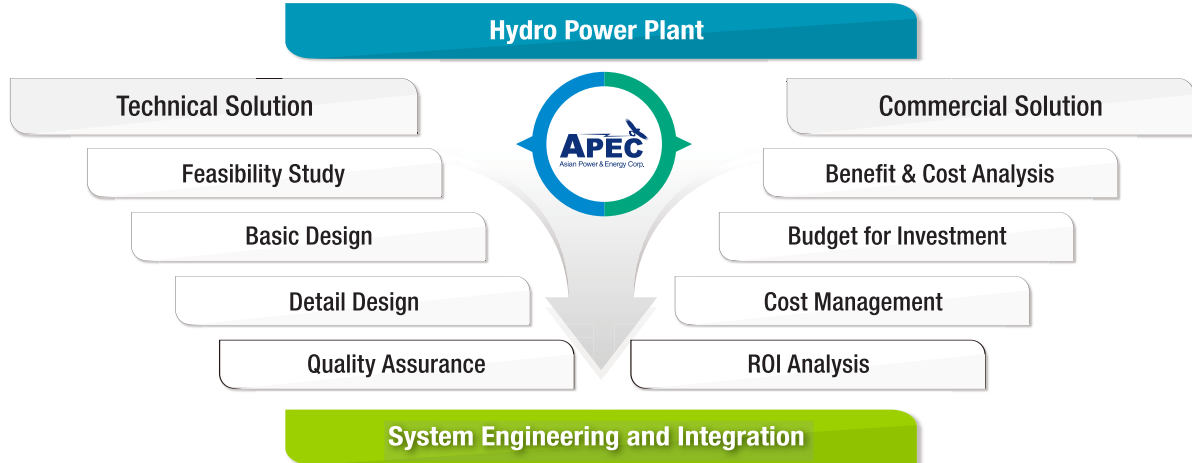 Hydro Power Plant
Technical Solution
Commercial Solution
APEC
Asian Power & Energy Corp.
Feasibility Study
Benefit & Cost Analysis
Basic Design
Budget for Investment
Detail Design
Cost Management
Quality Assurance
ROI Analysis
System Engineering and Integration